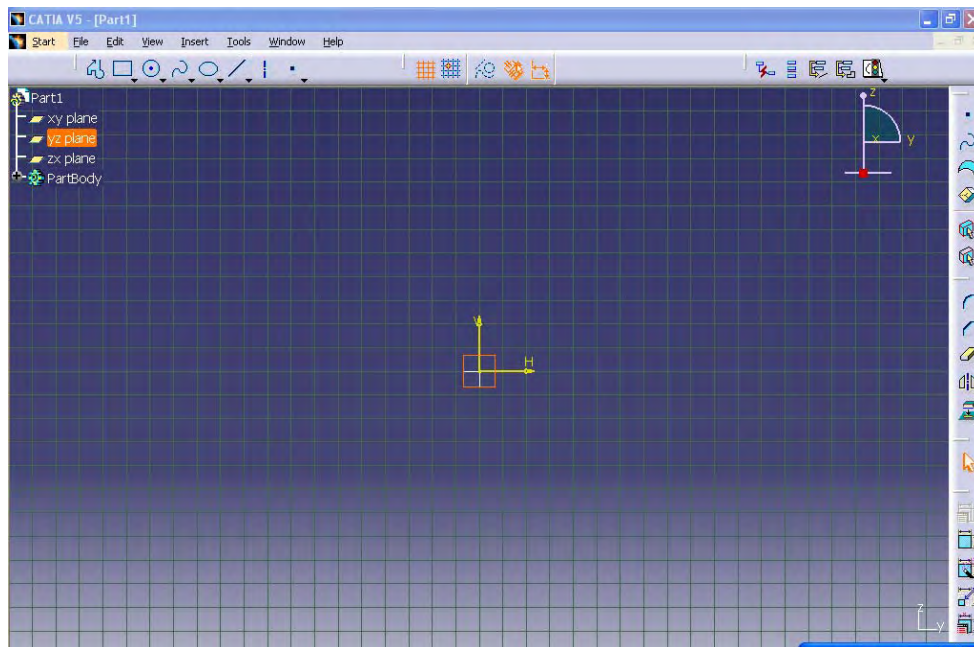 CATIA V5 - [Part1]
Start File Edit View Insert Tools Window Help
Part1
xy plane
yz plane
zx plane
PartBody
z
x y
V
H
z
y